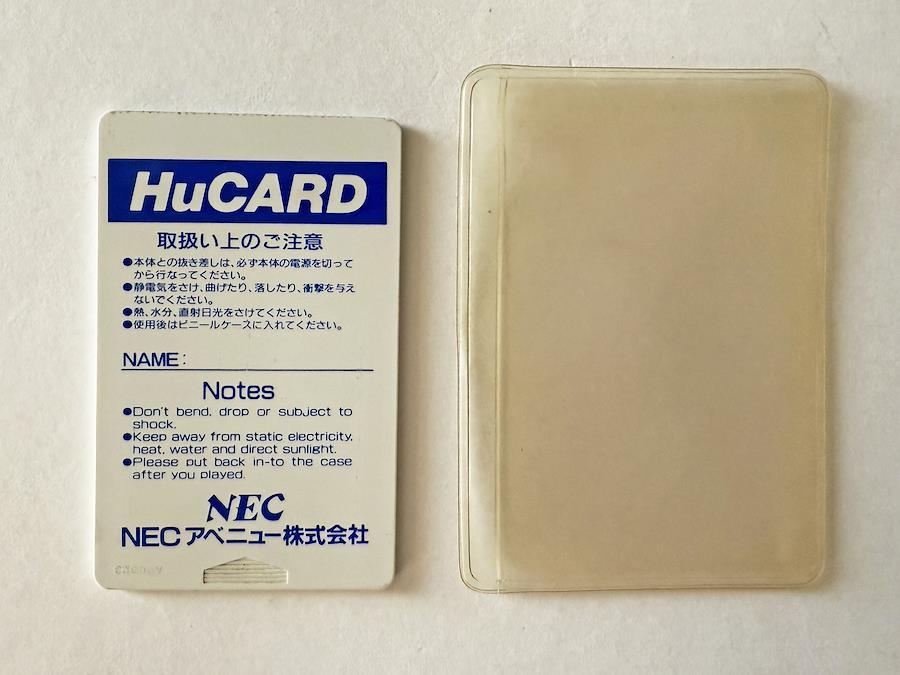 HuCARD
取扱い上のご注意
●本体との抜き差しは、必ず本体の電源を切って
から行なってください。
●静電気をさけ、曲げたり、落したり、衝撃を与え
ないでください。
●熱、水分、直射日光をさけてください。
●使用後はビニールケースに入れてください。
NAME:
Notes
●Don't bend, drop or subject to
shock.
●Keep away from static electricity,
heat, water and direct sunlight.
●Please put back in-to the case
after you played.
NEC
NECアベニュー株式会社